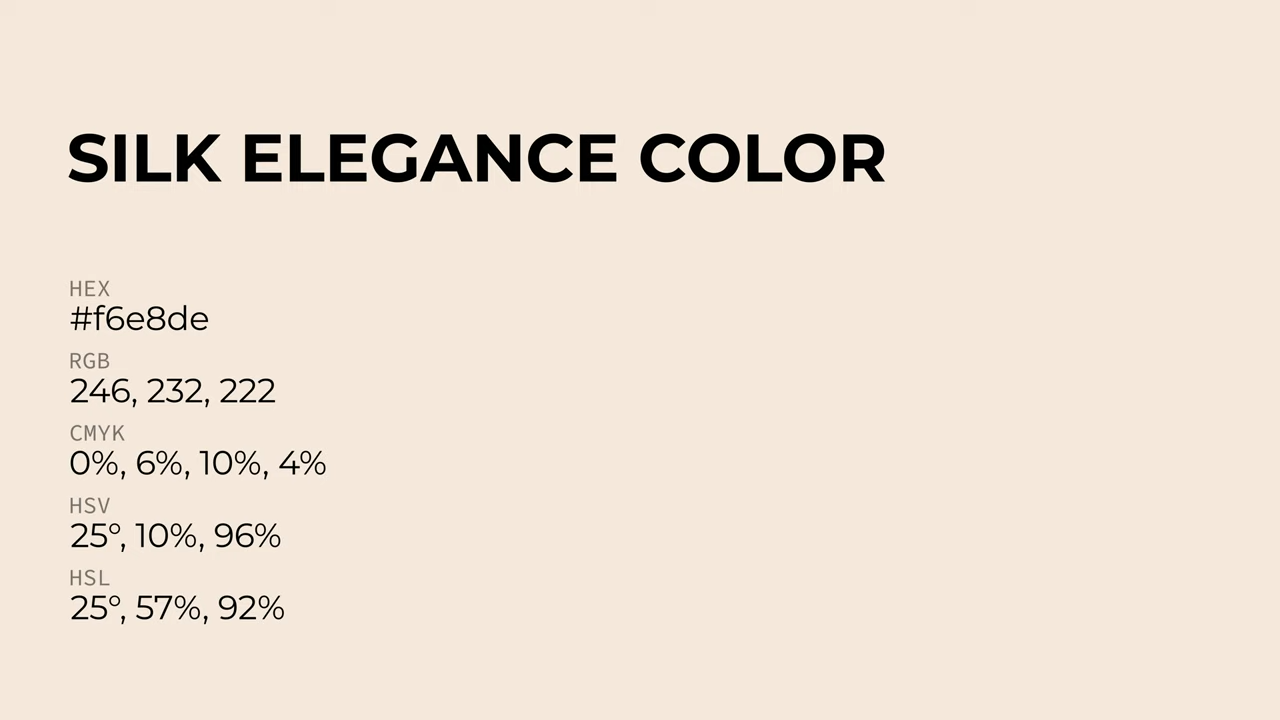 SILK ELEGANCE COLOR
HEX
#f6e8de
RGB
246, 232, 222
CMYK
0%, 6%, 10%, 4%
HSV
25°, 10%, 96%
HSL
25°, 57%, 92%